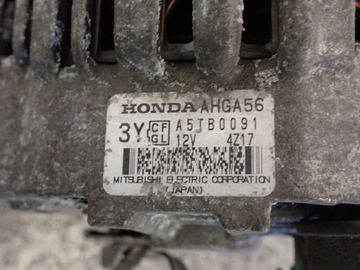 HONDA AHGA56
3Y CF GL A5TB0091
12V 4Z17
MITSUBISHI ELECTRIC CORPORATION
(JAPAN)